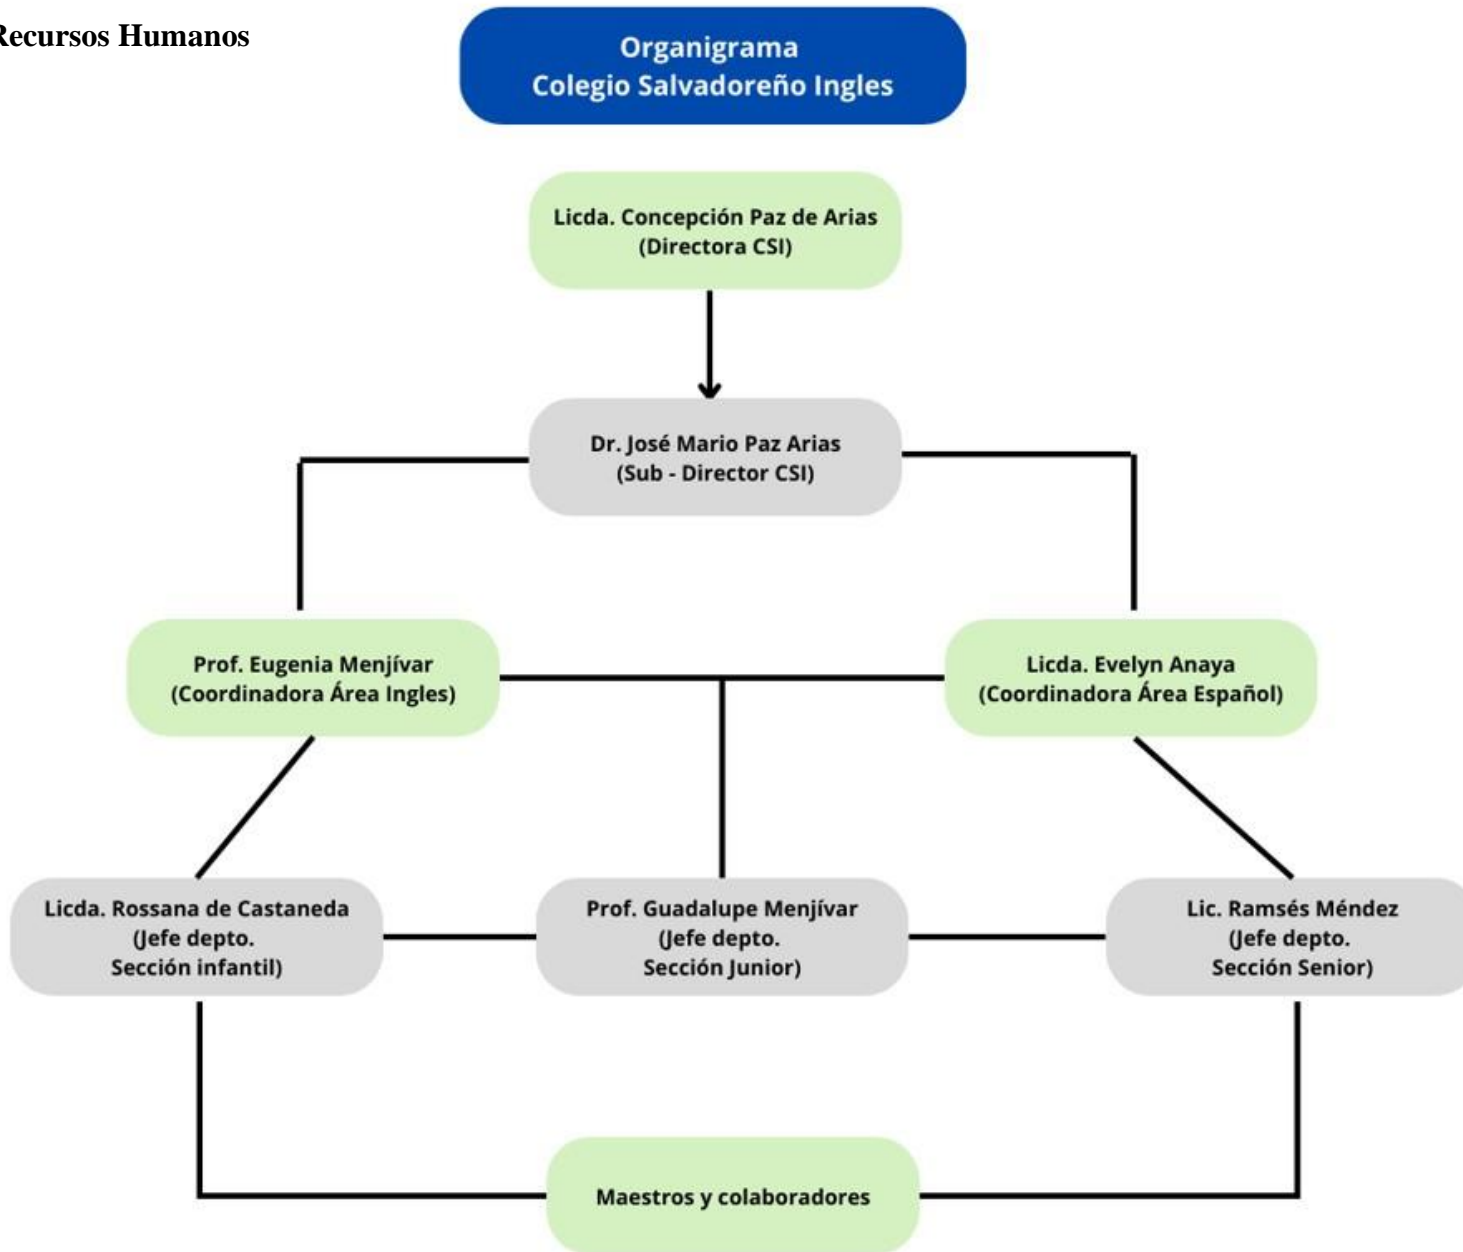 Recursos Humanos
Organigrama
Colegio Salvadoreño Ingles
Licda. Concepción Paz de Arias
(Directora CSI)
Dr. José Mario Paz Arias
(Sub - Director CSI)
Prof. Eugenia Menjívar
(Coordinadora Área Ingles)
Licda. Evelyn Anaya
(Coordinadora Área Español)
Licda. Rossana de Castaneda
(Jefe depto.
Sección infantil)
Prof. Guadalupe Menjívar
(Jefe depto.
Sección Junior)
Lic. Ramsés Méndez
(Jefe depto.
Sección Senior)
Maestros y colaboradores